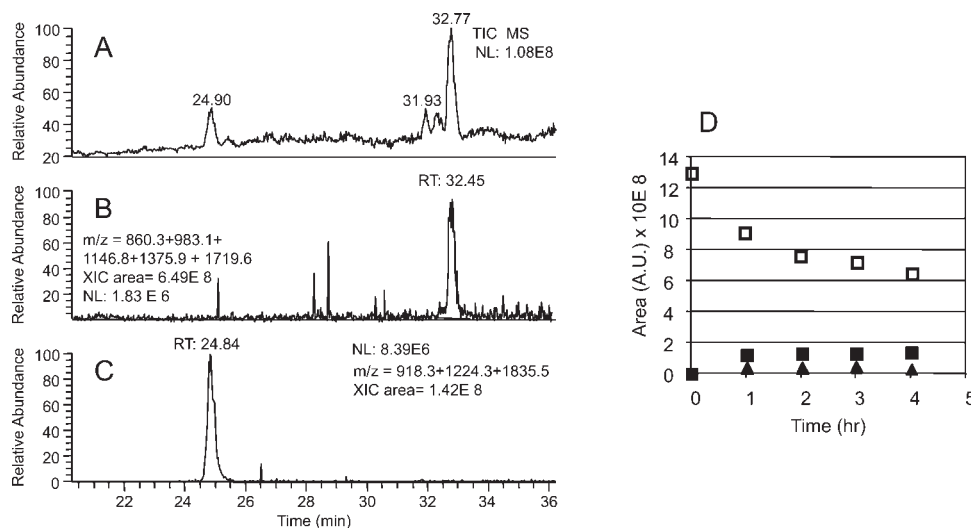 A
Relative Abundance
100
80
60
40
20
24.90
31.93
32.77
TIC MS
NL: 1.08E8
B
Relative Abundance
100
80
60
40
20
0
RT: 32.45
m/z = 860.3+983.1+
1146.8+1375.9 + 1719.6
XIC area= 6.49E 8
NL: 1.83 E 6
C
Relative Abundance
100
80
60
40
20
0
RT: 24.84
NL: 8.39E6
m/z = 918.3+1224.3+1835.5
XIC area= 1.42E 8
22 24 26 28 30 32 34 36
Time (min)
D
Area (A.U.) x 10E 8
14
12
10
8
6
4
2
0
0 1 2 3 4 5
Time (hr)